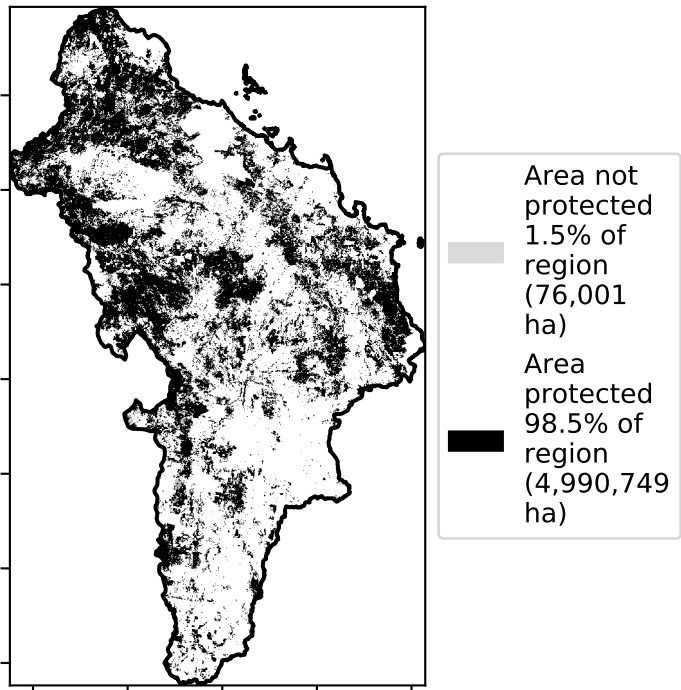 Area not
protected
1.5% of
region
(76,001
ha)
Area
protected
98.5% of
region
(4,990,749
ha)